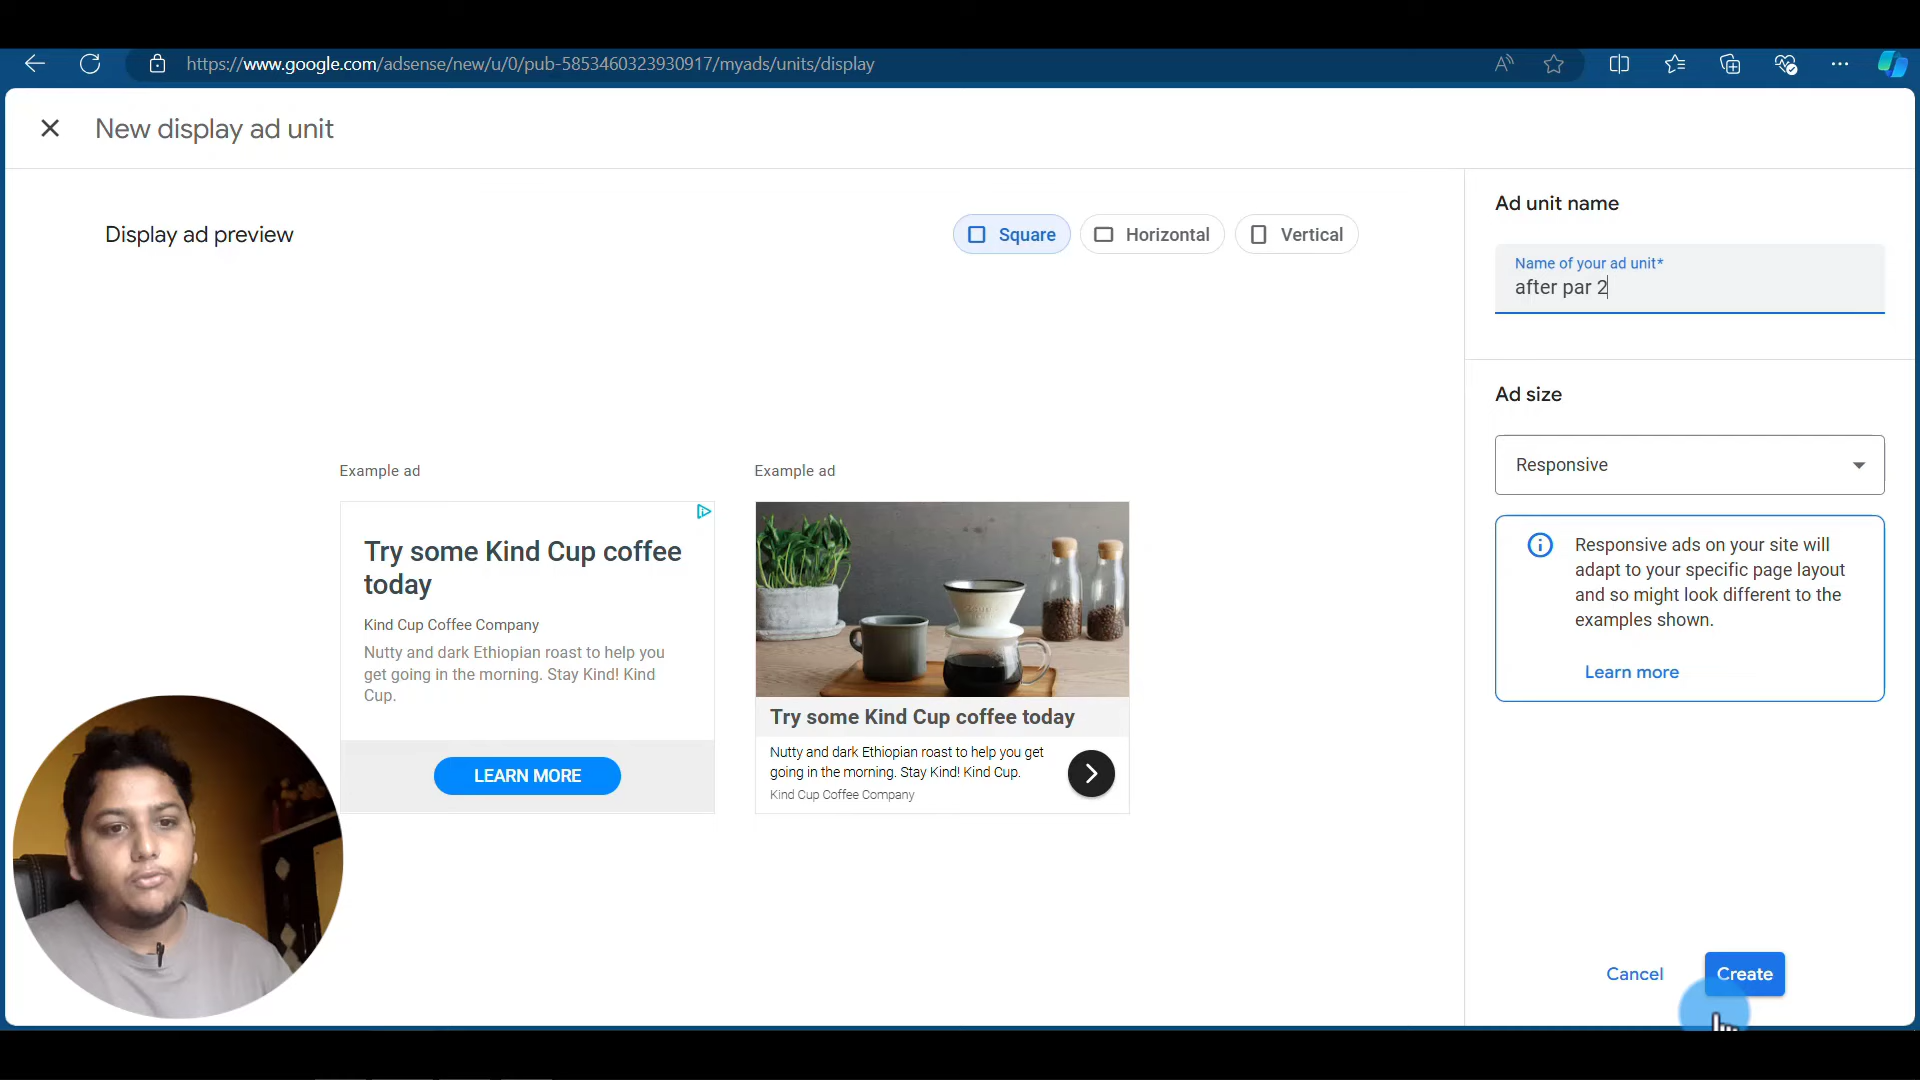 https://www.google.com/adsense/new/u/0/pub-5853460323930917/myads/units/display
New display ad unit
Display ad preview
Square
Horizontal
Vertical
Example ad
Try some Kind Cup coffee
today
Kind Cup Coffee Company
Nutty and dark Ethiopian roast to help you
get going in the morning. Stay Kind! Kind
Cup.
LEARN MORE
Example ad
Try some Kind Cup coffee today
Nutty and dark Ethiopian roast to help you get
going in the morning. Stay Kind! Kind Cup.
Kind Cup Coffee Company
Ad unit name
Name of your ad unit*
after par 2
Ad size
Responsive
Responsive ads on your site will
adapt to your specific page layout
and so might look different to the
examples shown.
Learn more
Cancel
Create